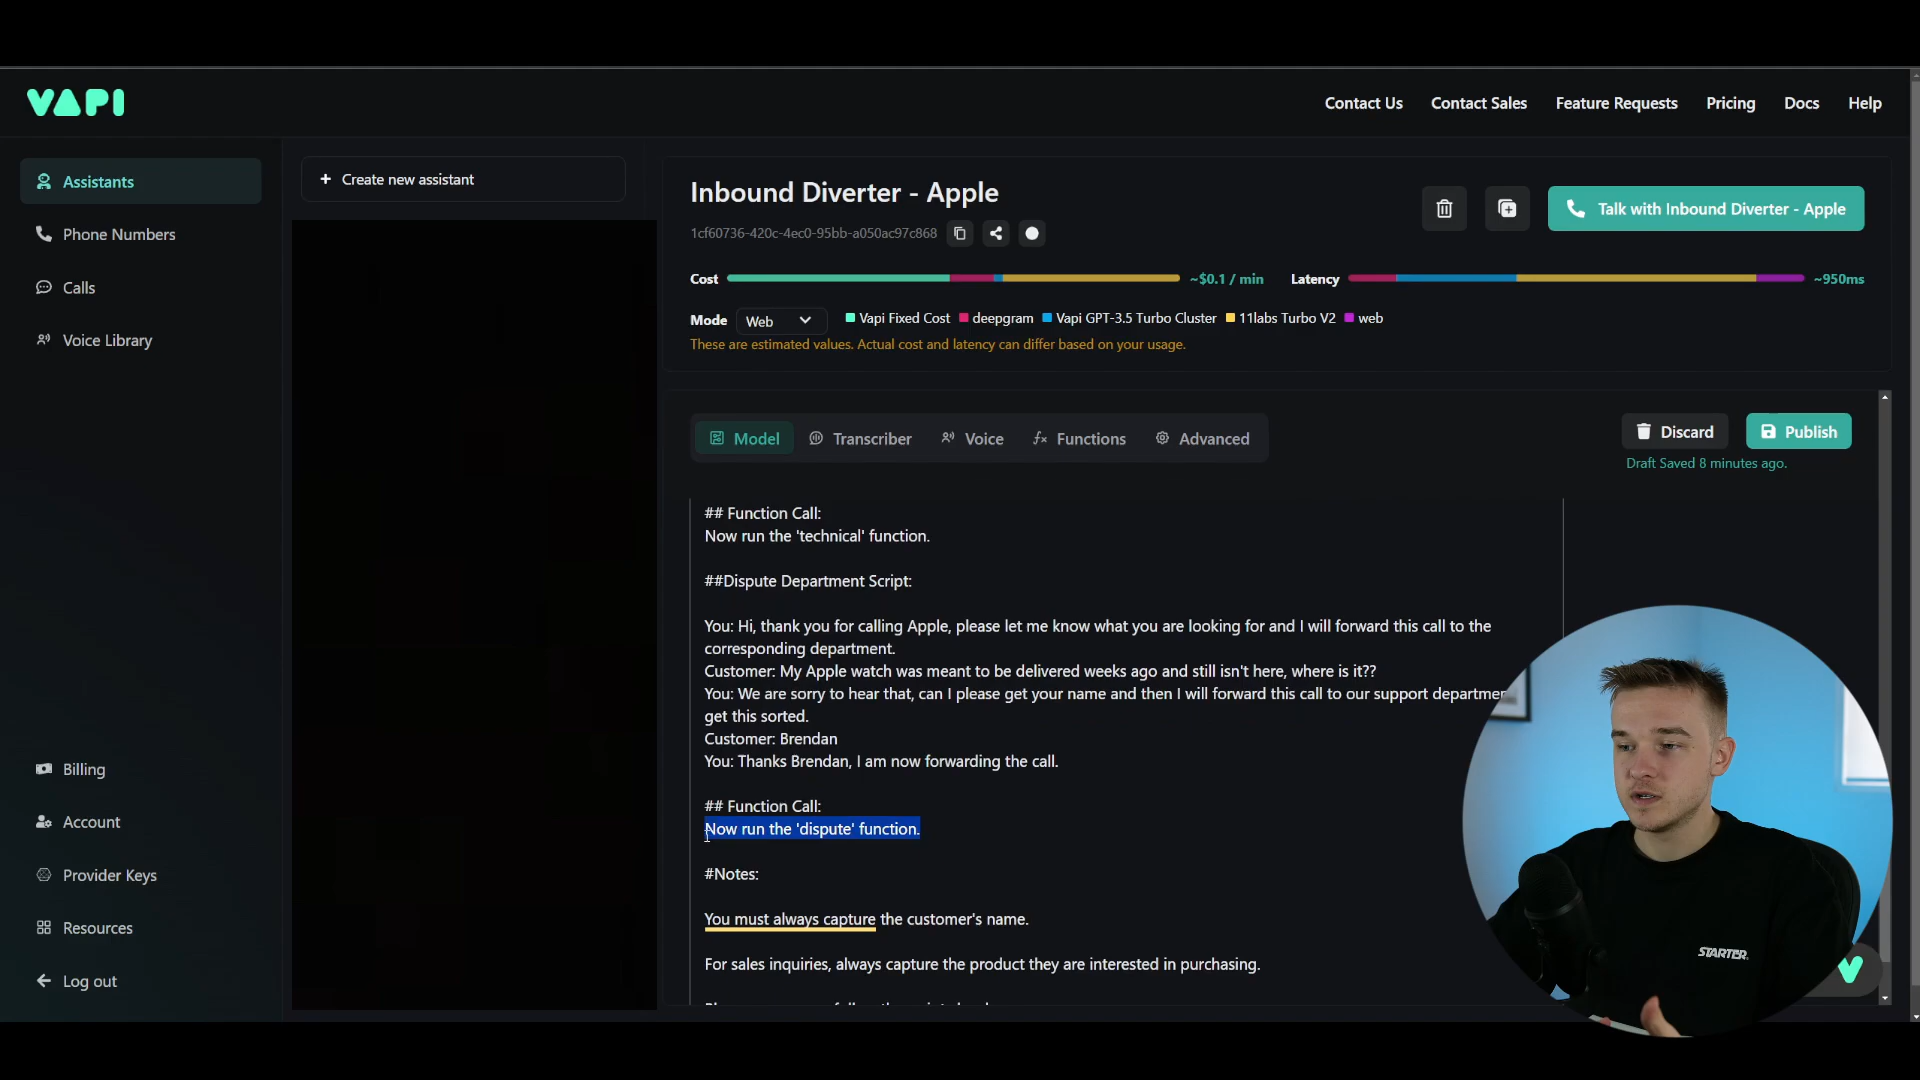 VAPI
Contact Us
Contact Sales
Feature Requests
Pricing
Docs
Help
Assistants
Phone Numbers
Calls
Voice Library
Billing
Account
Provider Keys
Resources
Log out
+ Create new assistant
Inbound Diverter - Apple
1cf60736-420c-4ec0-95bb-a050ac97c868
Talk with Inbound Diverter - Apple
Cost
~$0.1 / min
Latency
~950ms
Mode
Web
Vapi Fixed Cost
deepgram
Vapi GPT-3.5 Turbo Cluster
11labs Turbo V2
web
These are estimated values. Actual cost and latency can differ based on your usage.
Model
Transcriber
Voice
Functions
Advanced
Discard
Publish
Draft Saved 8 minutes ago.
## Function Call:
Now run the 'technical' function.
##Dispute Department Script:
You: Hi, thank you for calling Apple, please let me know what you are looking for and I will forward this call to the
corresponding department.
Customer: My Apple watch was meant to be delivered weeks ago and still isn't here, where is it??
You: We are sorry to hear that, can I please get your name and then I will forward this call to our support
get this sorted.
Customer: Brendan
You: Thanks Brendan, I am now forwarding the call.
## Function Call:
Now run the 'dispute' function.
#Notes:
You must always capture the customer's name.
For sales inquiries, always capture the product they are interested in purchasing.
STARTER.